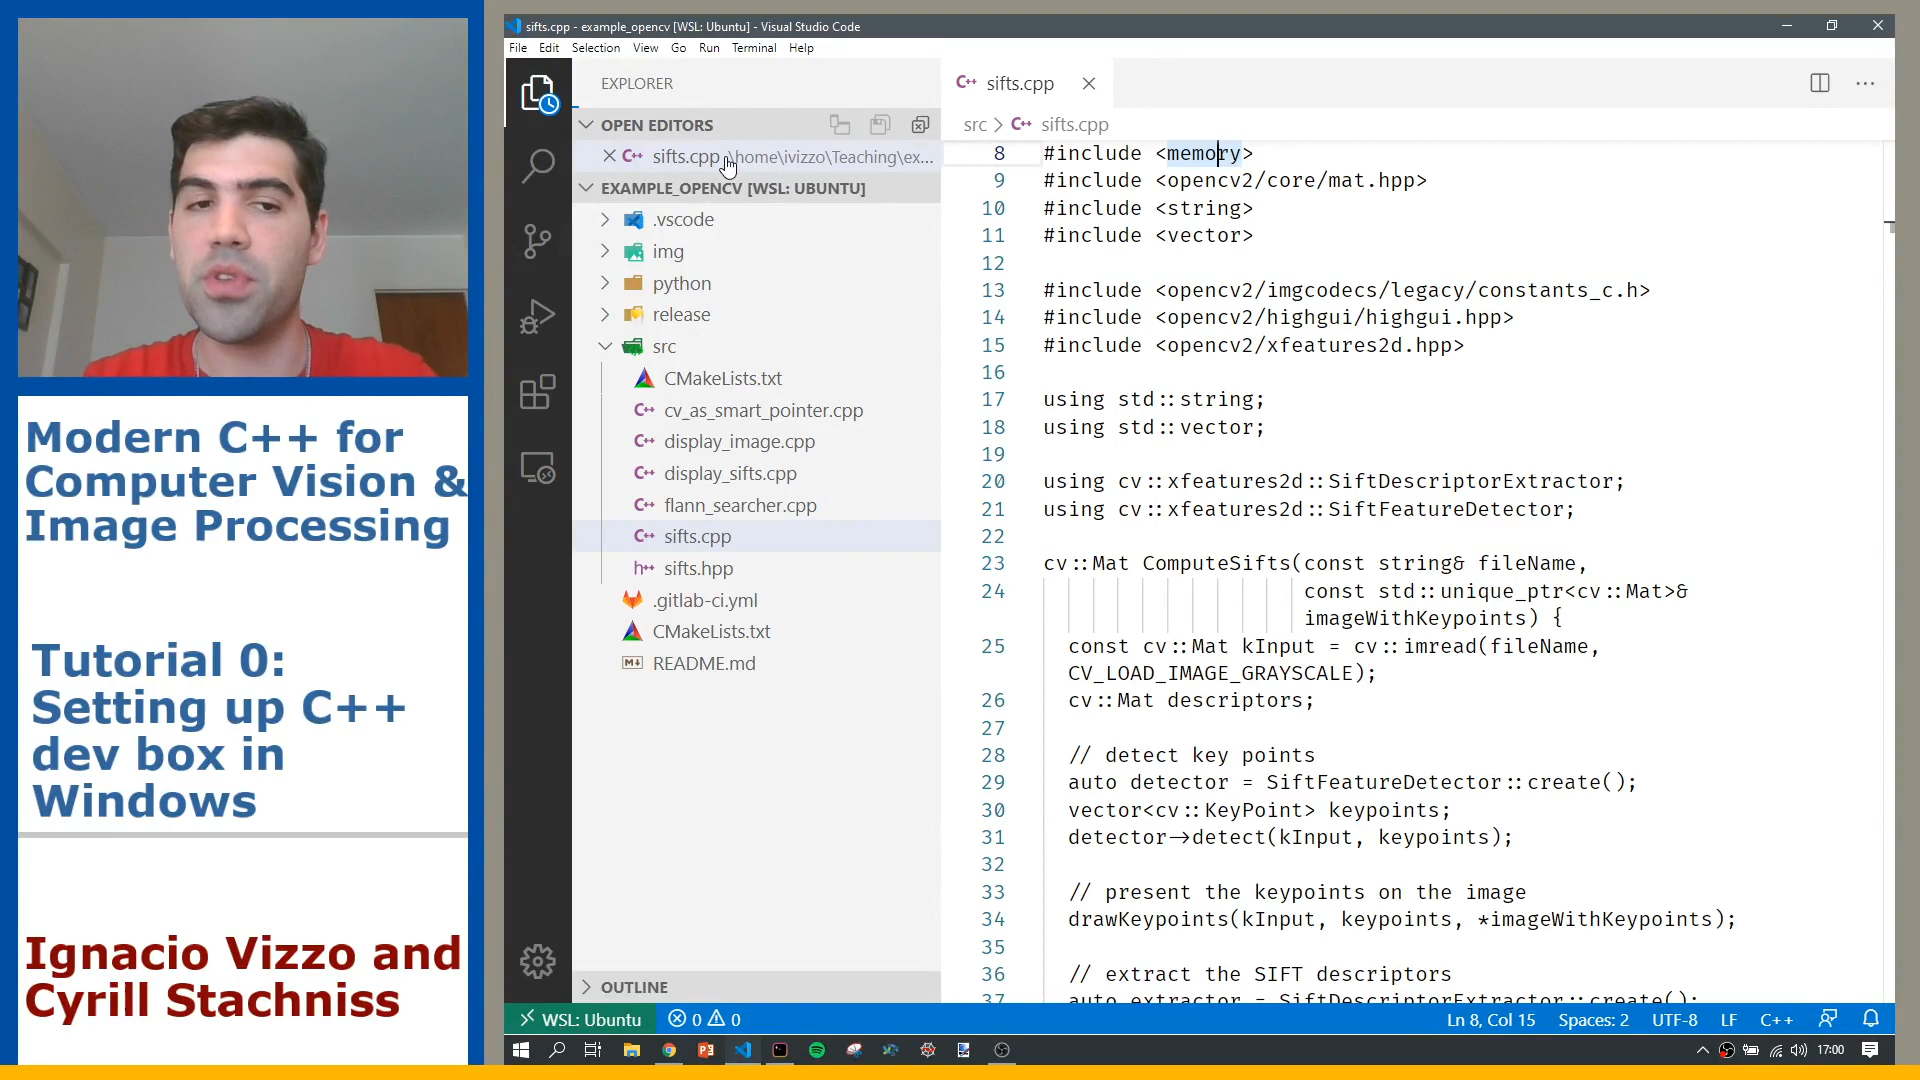 Modern C++ for
Computer Vision &
Image Processing
Tutorial 0:
Setting up C++
dev box in
Windows
Ignacio Vizzo and
Cyrill Stachniss
sifts.cpp - example_opencv [WSL: Ubuntu] - Visual Studio Code
File Edit Selection View Go Run Terminal Help
EXPLORER
OPEN EDITORS
sifts.cpp \home\ivizzo\Teaching\ex...
EXAMPLE_OPENCV [WSL: UBUNTU]
.vscode
img
python
release
src
CMakeLists.txt
C++ cv_as_smart_pointer.cpp
C++ display_image.cpp
C++ display_sifts.cpp
C++ flann_searcher.cpp
C++ sifts.cpp
h++ sifts.hpp
.gitlab-ci.yml
CMakeLists.txt
README.md
OUTLINE
C++ sifts.cpp
src > C++ sifts.cpp
8 #include <memory>
9 #include <opencv2/core/mat.hpp>
10 #include <string>
11 #include <vector>
12
13 #include <opencv2/imgcodecs/legacy/constants_c.h>
14 #include <opencv2/highgui/highgui.hpp>
15 #include <opencv2/xfeatures2d.hpp>
16
17 using std::string;
18 using std::vector;
19
20 using cv::xfeatures2d::SiftDescriptorExtractor;
21 using cv::xfeatures2d::SiftFeatureDetector;
22
23 cv::Mat ComputeSifts(const string& fileName,
24 const std::unique_ptr<cv::Mat>&
imageWithKeypoints) {
25 const cv::Mat kInput = cv::imread(fileName,
CV_LOAD_IMAGE_GRAYSCALE);
26 cv::Mat descriptors;
27
28 // detect key points
29 auto detector = SiftFeatureDetector::create();
30 vector<cv::KeyPoint> keypoints;
31 detector->detect(kInput, keypoints);
32
33 // present the keypoints on the image
34 drawKeypoints(kInput, keypoints, *imageWithKeypoints);
35
36 // extract the SIFT descriptors
37 auto extractor = SiftDescriptorExtractor::create();
WSL: Ubuntu 0 0 Ln 8, Col 15 Spaces: 2 UTF-8 LF C++
17:00